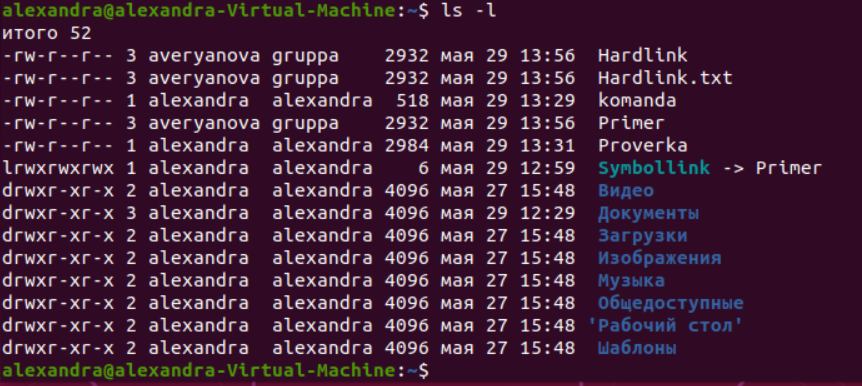 alexandra@alexandra-Virtual-Machine:~$ ls -l
итого 52
-rw-r--r-- 3 averyanova gruppa    2932 мая 29 13:56  Hardlink
-rw-r--r-- 3 averyanova gruppa    2932 мая 29 13:56  Hardlink.txt
-rw-r--r-- 1 alexandra  alexandra  518 мая 29 13:29  komanda
-rw-r--r-- 3 averyanova gruppa    2932 мая 29 13:56  Primer
-rw-r--r-- 1 alexandra  alexandra 2984 мая 29 13:31  Proverka
lrwxrwxrwx 1 alexandra  alexandra    6 мая 29 12:59  Symbollink -> Primer
drwxr-xr-x 2 alexandra  alexandra 4096 мая 27 15:48  Видео
drwxr-xr-x 3 alexandra  alexandra 4096 мая 29 12:29  Документы
drwxr-xr-x 2 alexandra  alexandra 4096 мая 27 15:48  Загрузки
drwxr-xr-x 2 alexandra  alexandra 4096 мая 27 15:48  Изображения
drwxr-xr-x 2 alexandra  alexandra 4096 мая 27 15:48  Музыка
drwxr-xr-x 2 alexandra  alexandra 4096 мая 27 15:48  Общедоступные
drwxr-xr-x 2 alexandra  alexandra 4096 мая 27 15:48 'Рабочий стол'
drwxr-xr-x 2 alexandra  alexandra 4096 мая 27 15:48  Шаблоны
alexandra@alexandra-Virtual-Machine:~$